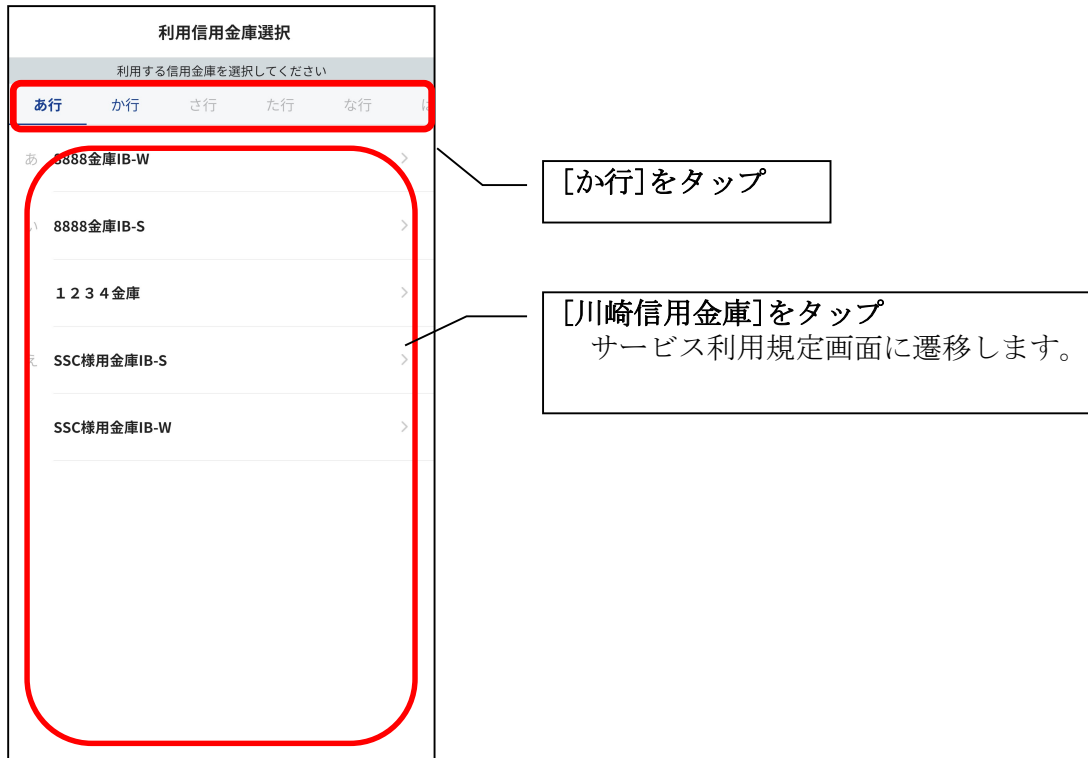 利用信用金庫選択
利用する信用金庫を選択してください
あ行 か行 さ行 た行 な行 は
あ 8888金庫IB-W
い 8888金庫IB-S
１２３４金庫
え SSC様用金庫IB-S
SSC様用金庫IB-W
[か行]をタップ
[川崎信用金庫]をタップ
サービス利用規定画面に遷移します。